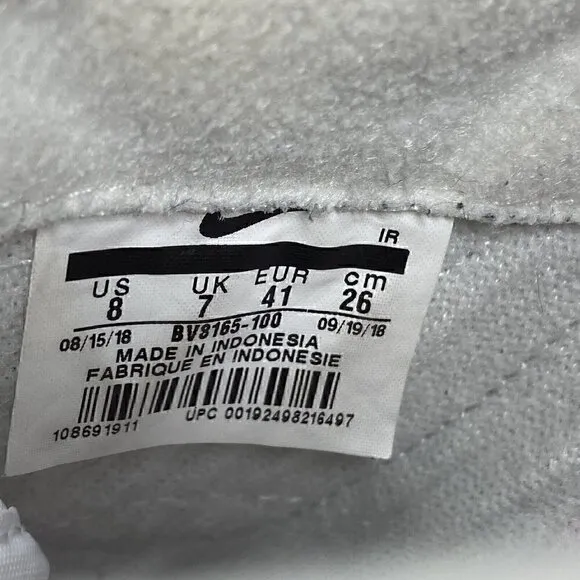 IR
US UK EUR cm
8 7 41 26
08/15/18 BV8165-100 09/19/18
MADE IN INDONESIA
FABRIQUE EN INDONESIE
108691911 UPC 00192498216497